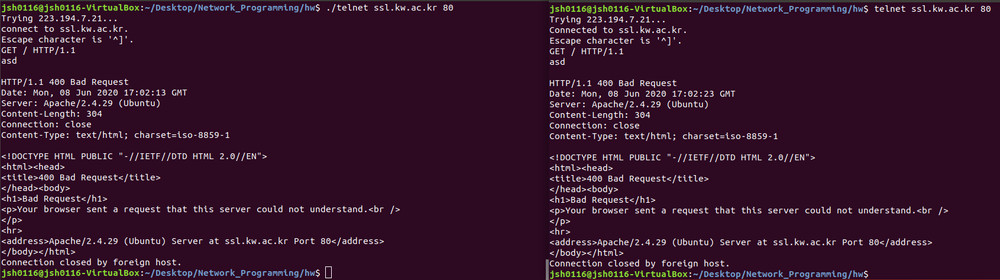 jsh0116@jsh0116-VirtualBox:~/Desktop/Network_Programming/hw$ ./telnet ssl.kw.ac.kr 80
Trying 223.194.7.21...
connect to ssl.kw.ac.kr.
Escape character is '^]'.
GET / HTTP/1.1
asd

HTTP/1.1 400 Bad Request
Date: Mon, 08 Jun 2020 17:02:13 GMT
Server: Apache/2.4.29 (Ubuntu)
Content-Length: 304
Connection: close
Content-Type: text/html; charset=iso-8859-1

<!DOCTYPE HTML PUBLIC "-//IETF//DTD HTML 2.0//EN">
<html><head>
<title>400 Bad Request</title>
</head><body>
<h1>Bad Request</h1>
<p>Your browser sent a request that this server could not understand.<br />
</p>
<hr>
<address>Apache/2.4.29 (Ubuntu) Server at ssl.kw.ac.kr Port 80</address>
</body></html>
Connection closed by foreign host.
jsh0116@jsh0116-VirtualBox:~/Desktop/Network_Programming/hw$
jsh0116@jsh0116-VirtualBox:~/Desktop/Network_Programming/hw$ telnet ssl.kw.ac.kr 80
Trying 223.194.7.21...
Connected to ssl.kw.ac.kr.
Escape character is '^]'.
GET / HTTP/1.1
asd

HTTP/1.1 400 Bad Request
Date: Mon, 08 Jun 2020 17:02:23 GMT
Server: Apache/2.4.29 (Ubuntu)
Content-Length: 304
Connection: close
Content-Type: text/html; charset=iso-8859-1

<!DOCTYPE HTML PUBLIC "-//IETF//DTD HTML 2.0//EN">
<html><head>
<title>400 Bad Request</title>
</head><body>
<h1>Bad Request</h1>
<p>Your browser sent a request that this server could not understand.<br />
</p>
<hr>
<address>Apache/2.4.29 (Ubuntu) Server at ssl.kw.ac.kr Port 80</address>
</body></html>
Connection closed by foreign host.
jsh0116@jsh0116-VirtualBox:~/Desktop/Network_Programming/hw$